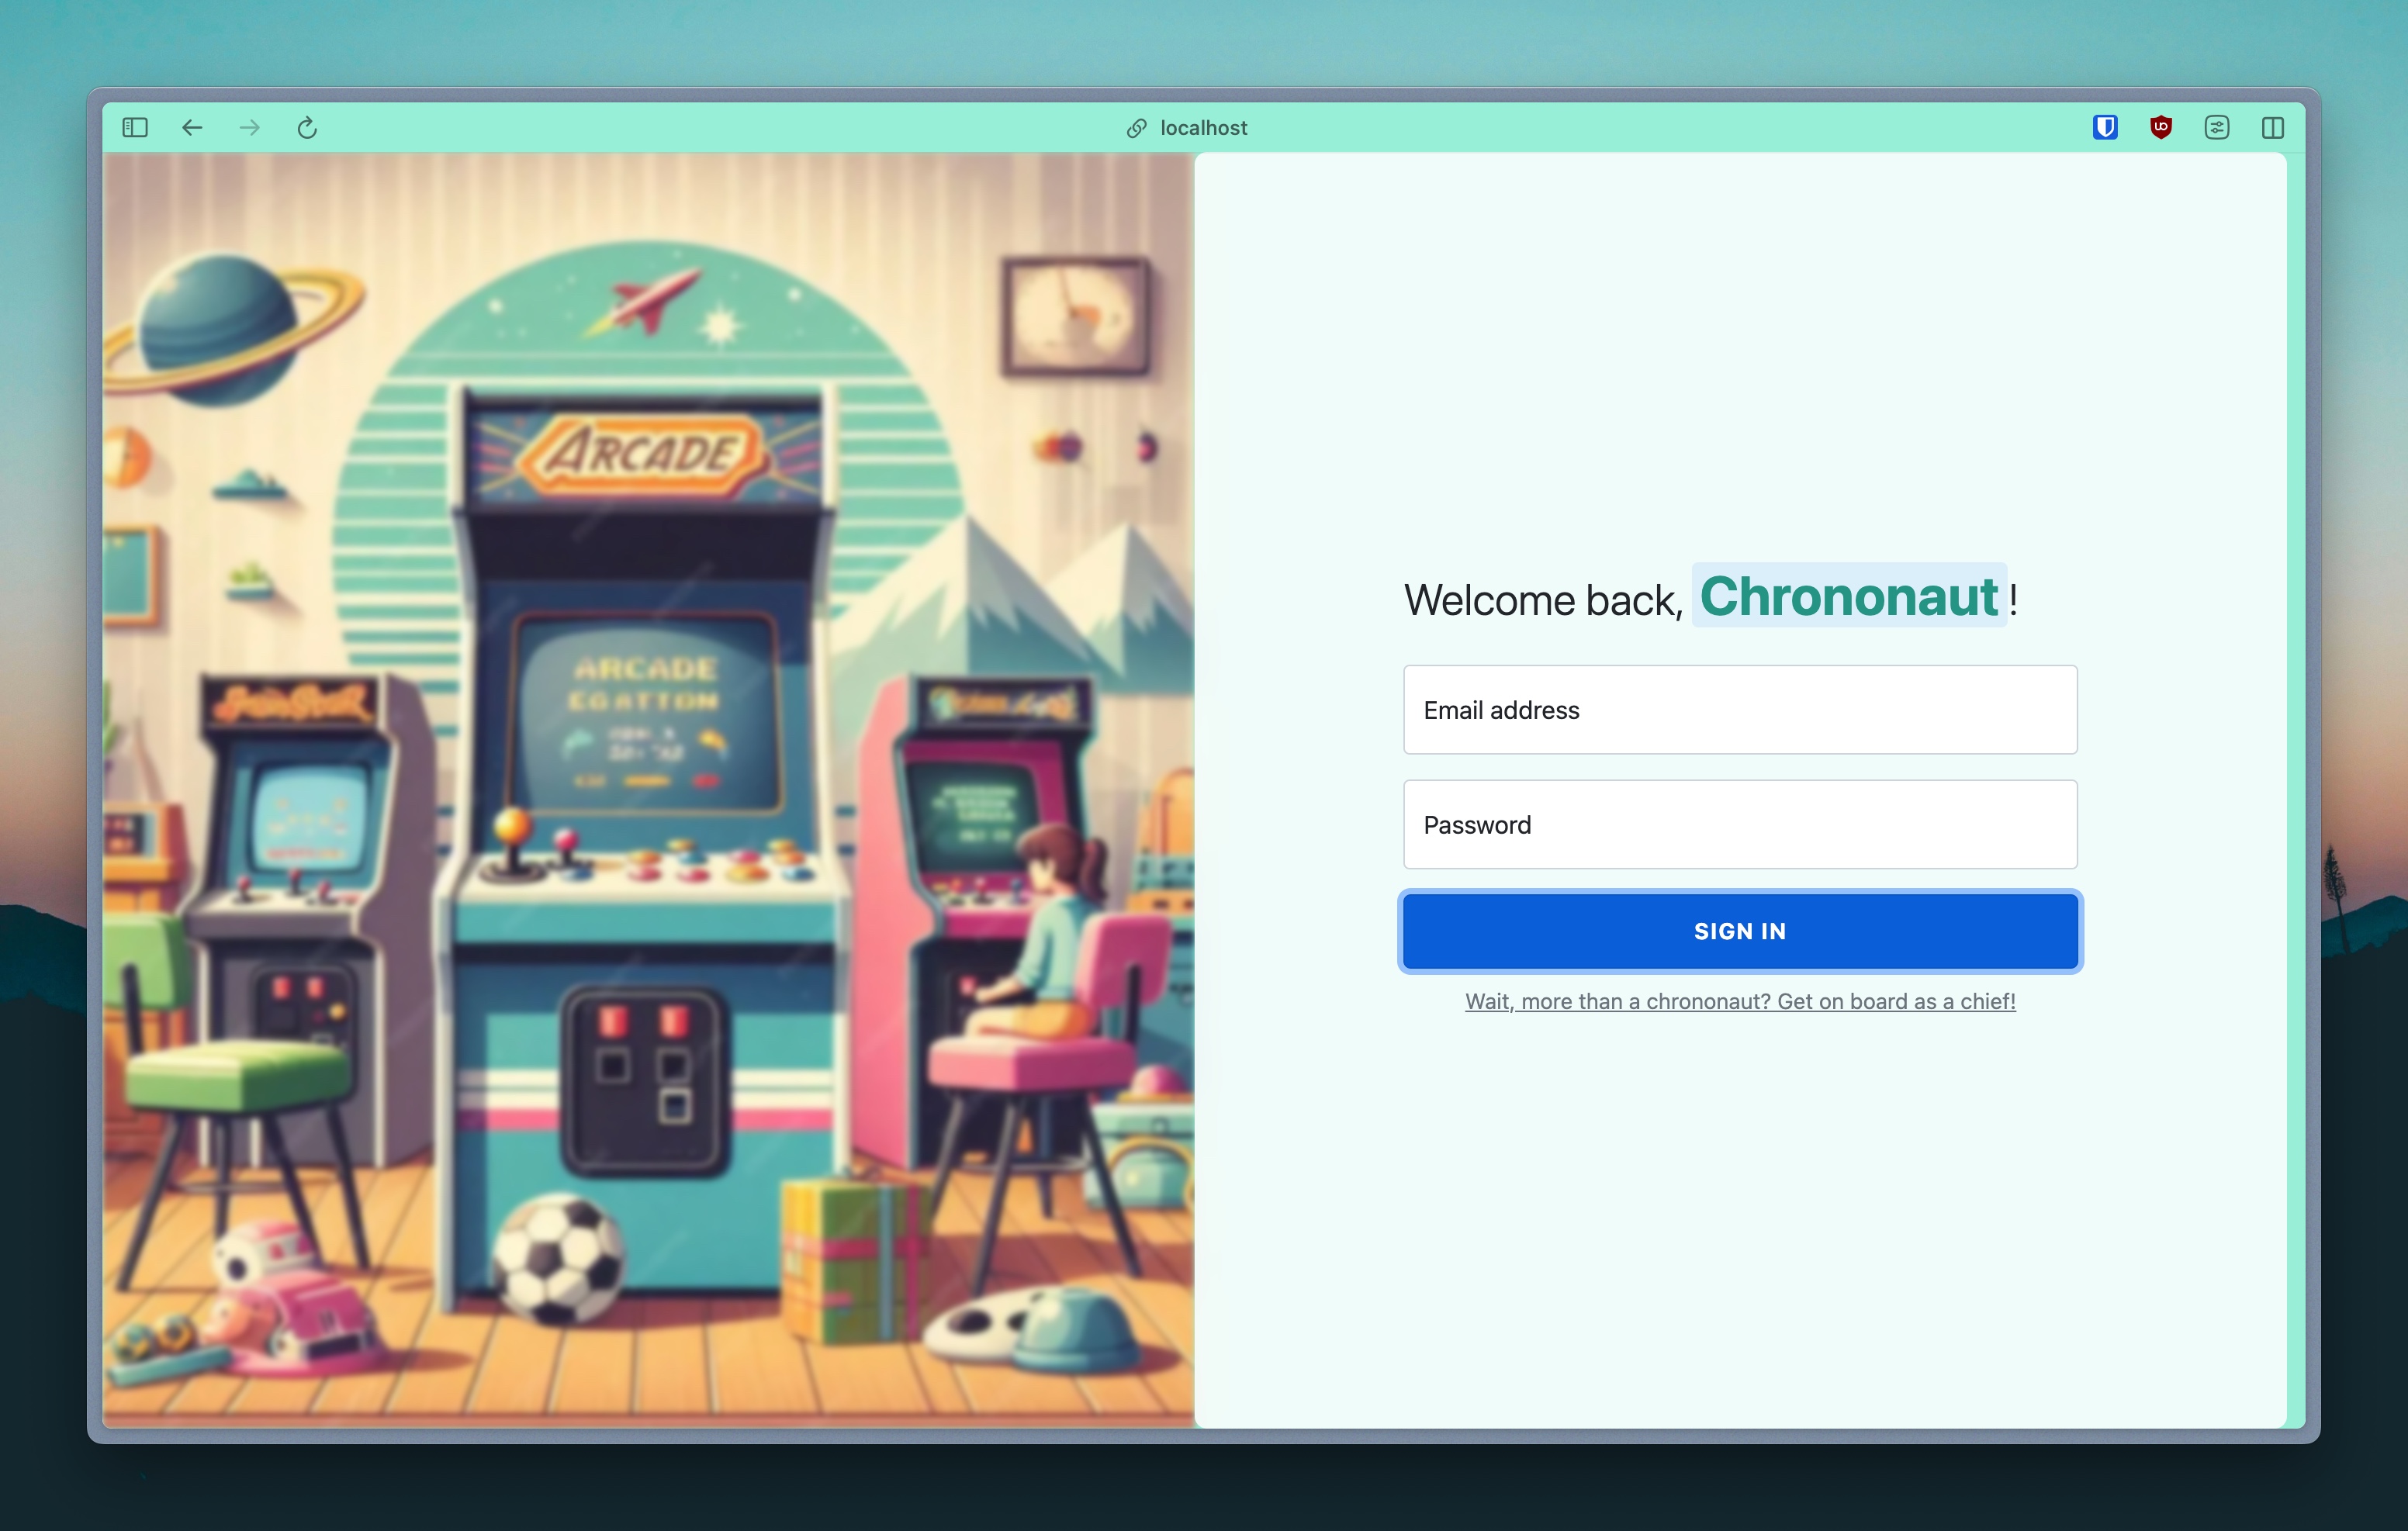 localhost
ARCADE
ARCADE
EGATTION
Welcome back, Chrononaut!
Email address
Password
SIGN IN
Wait, more than a chrononaut? Get on board as a chief!